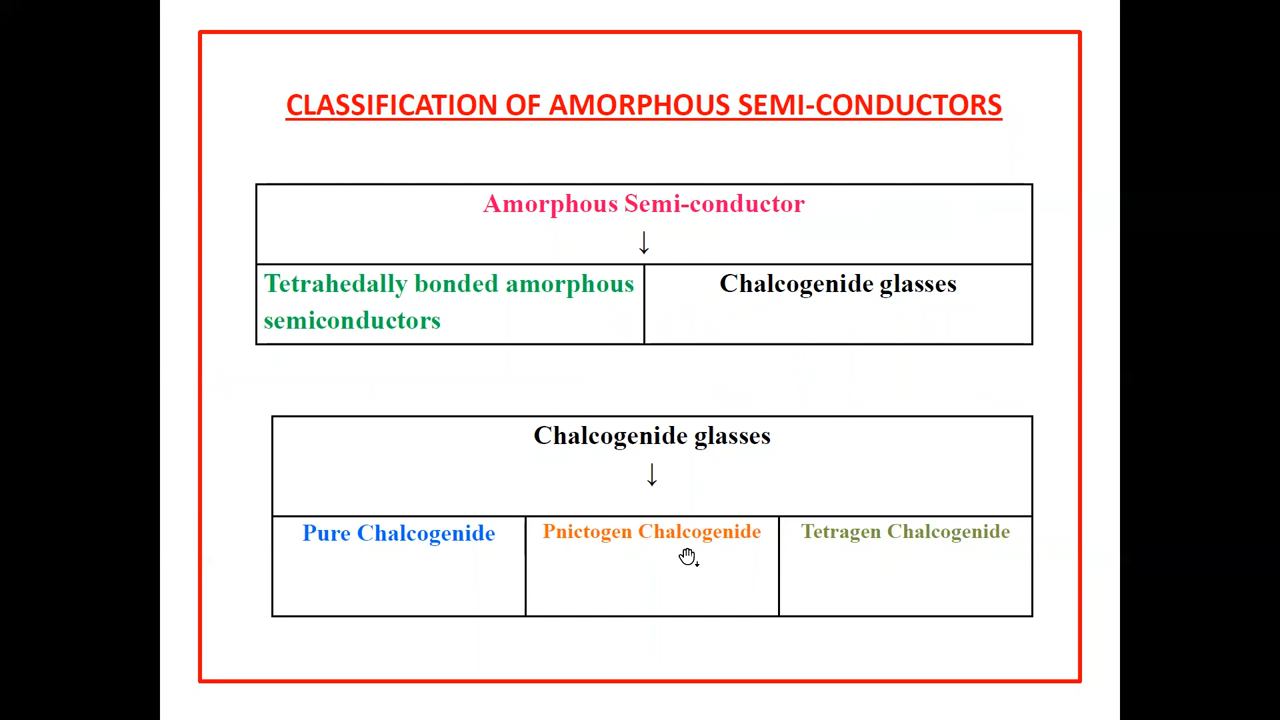 CLASSIFICATION OF AMORPHOUS SEMI-CONDUCTORS
Amorphous Semi-conductor
↓
Tetrahedally bonded amorphous
semiconductors
Chalcogenide glasses
Chalcogenide glasses
↓
Pure Chalcogenide
Pnictogen Chalcogenide
Tetragen Chalcogenide